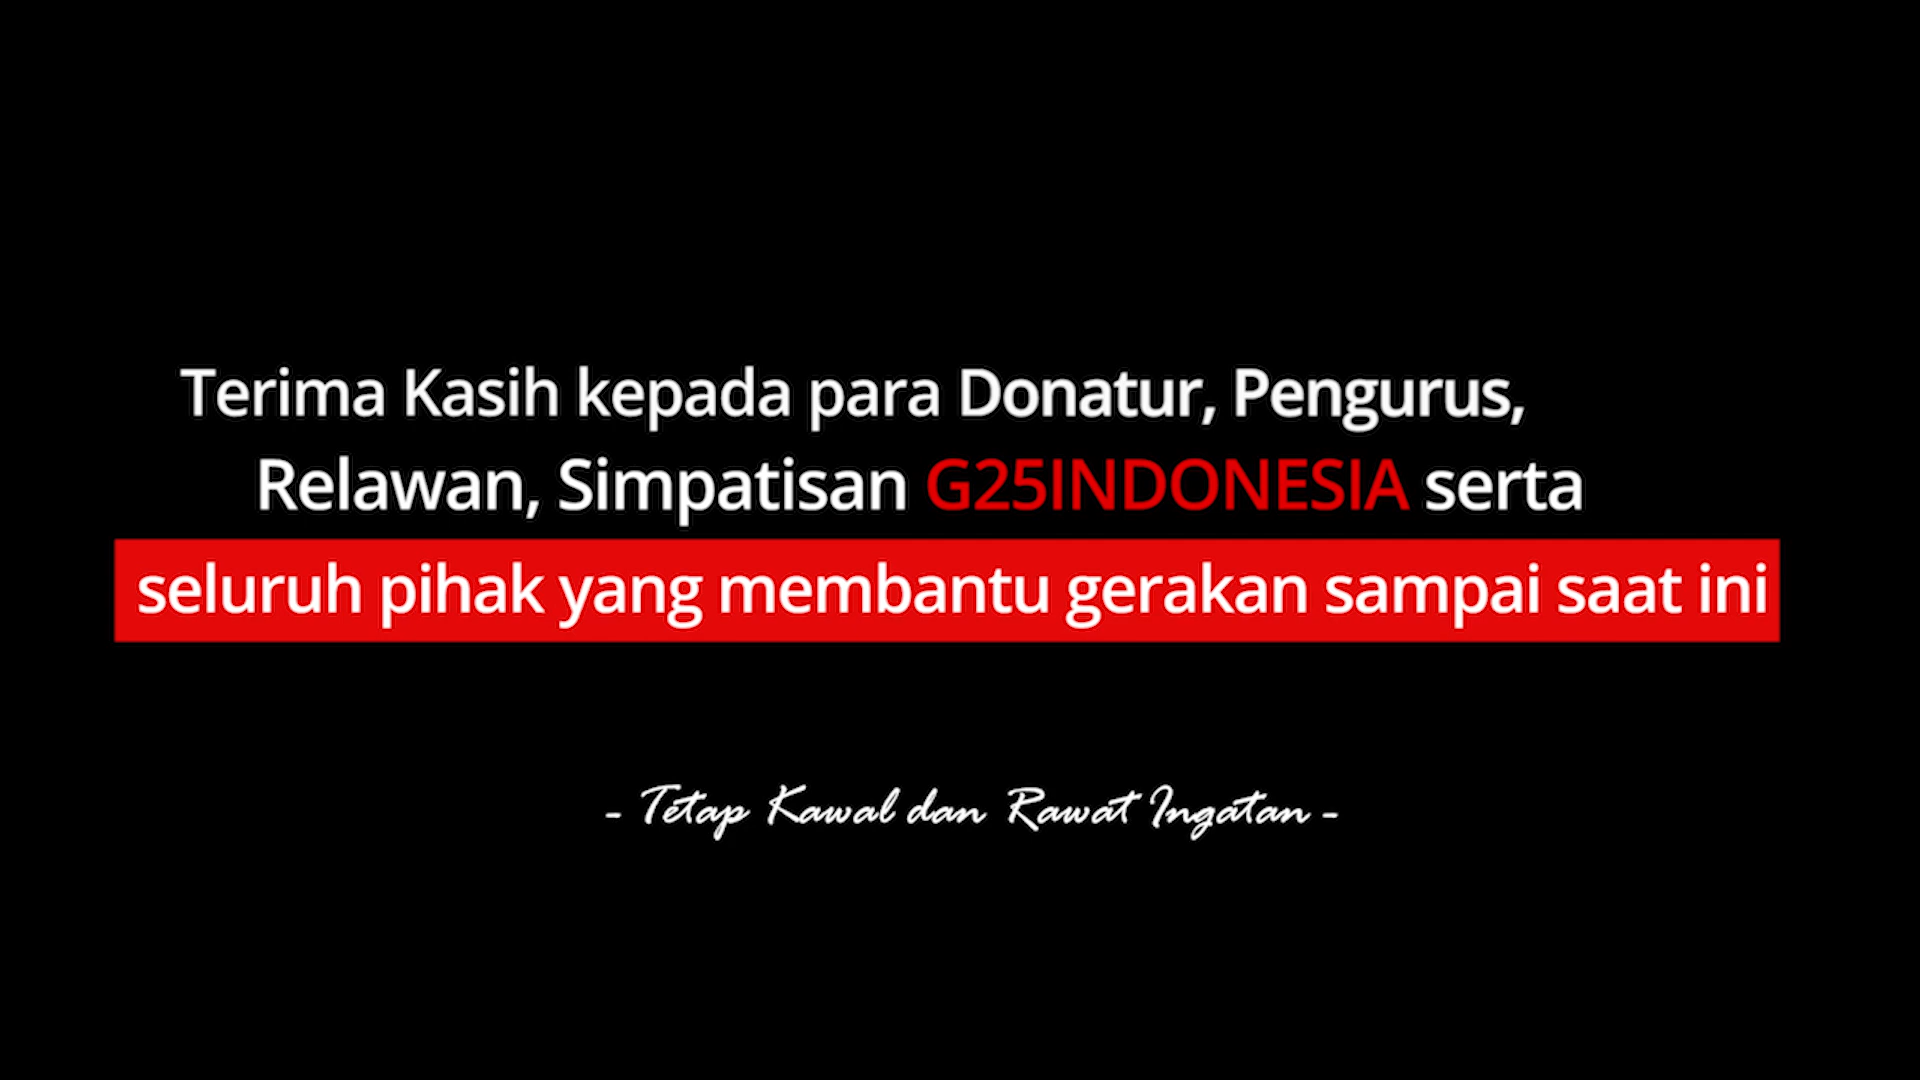 Terima Kasih kepada para Donatur, Pengurus,
Relawan, Simpatisan G25INDONESIA serta
seluruh pihak yang membantu gerakan sampai saat ini
- Tetap Kawal dan Rawat Ingatan -